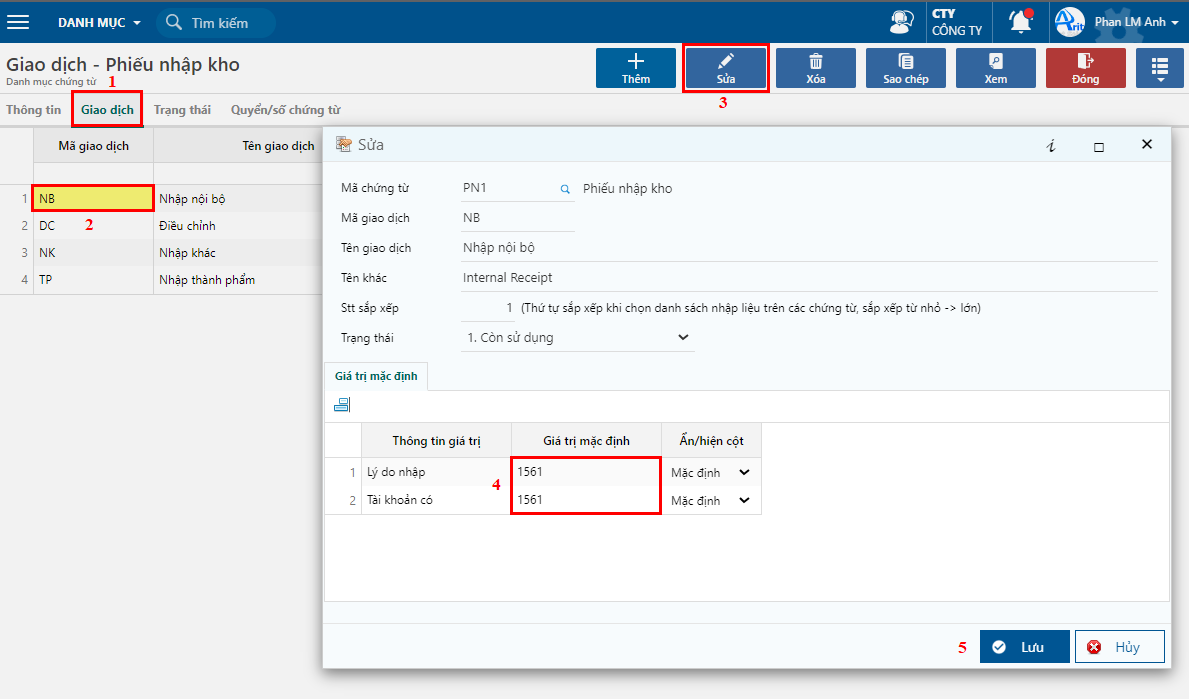 DANH MỤC
Tìm kiếm
CTY
CÔNG TY
Arit
Phan LM Anh
Giao dịch - Phiếu nhập kho
Danh mục chứng từ
1
Thêm
Sửa
Xóa
Sao chép
Xem
Đóng
3
Thông tin
Giao dịch
Trạng thái
Quyển/số chứng từ
Mã giao dịch
Tên giao dịch
1 NB Nhập nội bộ
2 DC Điều chỉnh
2
3 NK Nhập khác
4 TP Nhập thành phẩm
Sửa
i
Mã chứng từ PN1 Phiếu nhập kho
Mã giao dịch NB
Tên giao dịch Nhập nội bộ
Tên khác Internal Receipt
Stt sắp xếp 1 (Thứ tự sắp xếp khi chọn danh sách nhập liệu trên các chứng từ, sắp xếp từ nhỏ -> lớn)
Trạng thái 1. Còn sử dụng
Giá trị mặc định
Thông tin giá trị Giá trị mặc định Ẩn/hiện cột
1 Lý do nhập 1561 Mặc định
4
2 Tài khoản có 1561 Mặc định
5
Lưu
Hủy